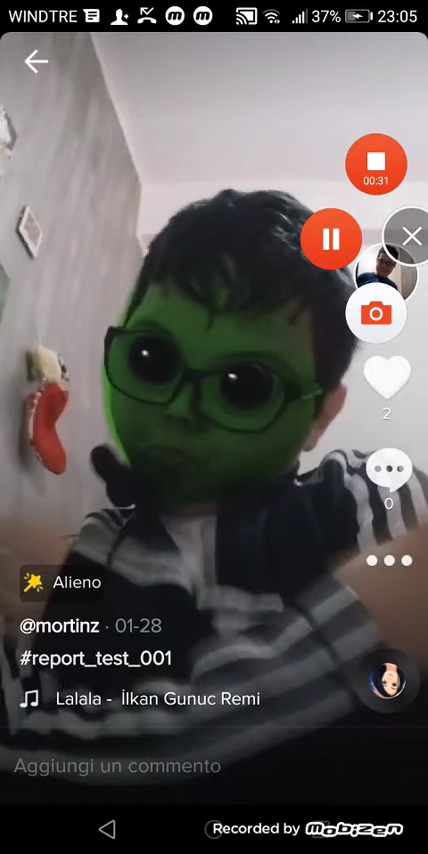 WINDTRE 37% 23:05
00:31
2
0
Alieno
@mortinz · 01-28
#report_test_001
Lalala - İlkan Gunuc Remi
Aggiungi un commento
Recorded by MOBIZEN